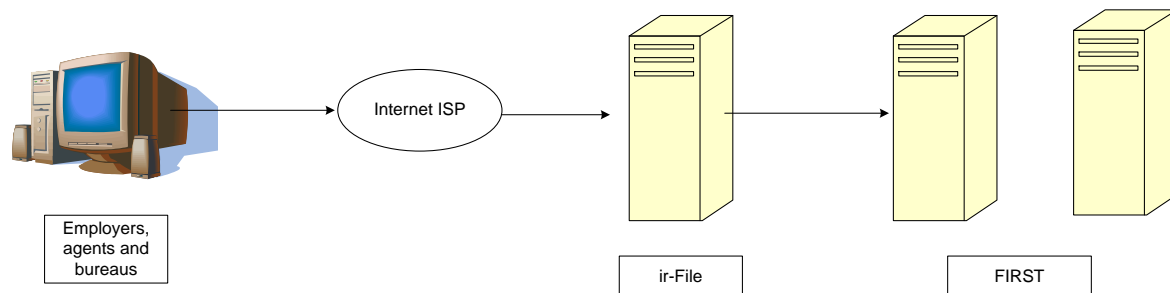 Internet ISP
Employers,
agents and
bureaus
ir-File
FIRST